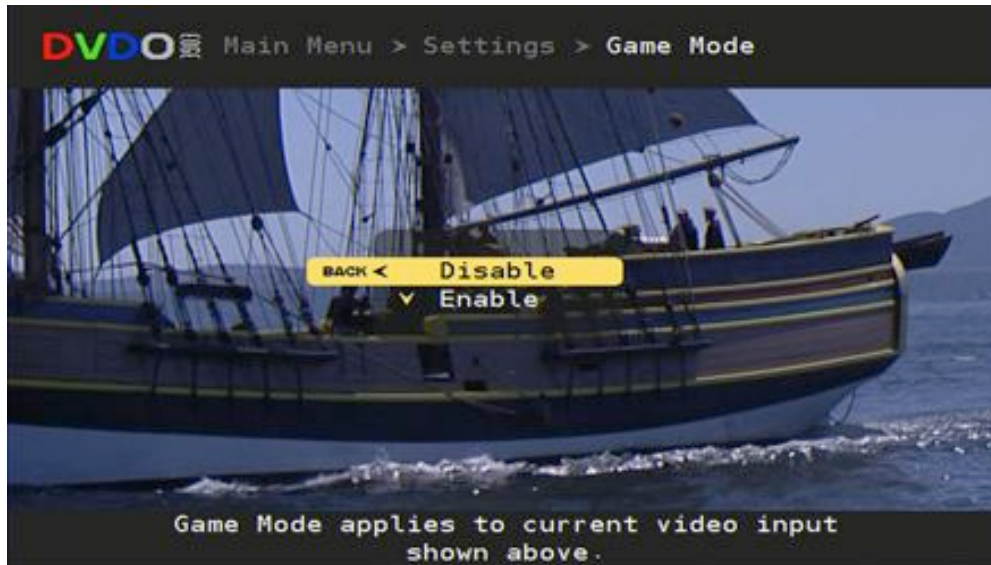 DVDO Main Menu > Settings > Game Mode
BACK < Disable
Enable
Game Mode applies to current video input
shown above.